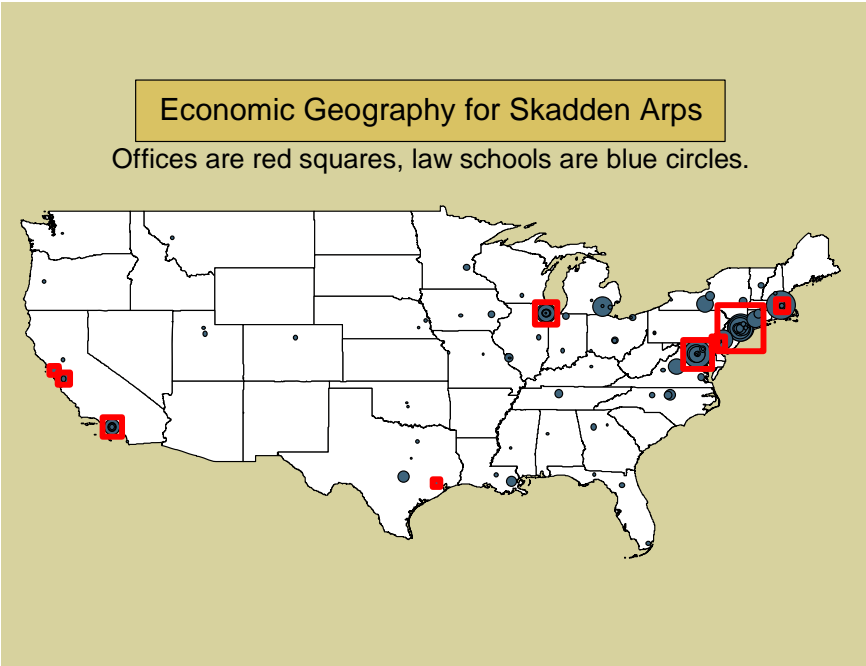 Economic Geography for Skadden Arps
Offices are red squares, law schools are blue circles.